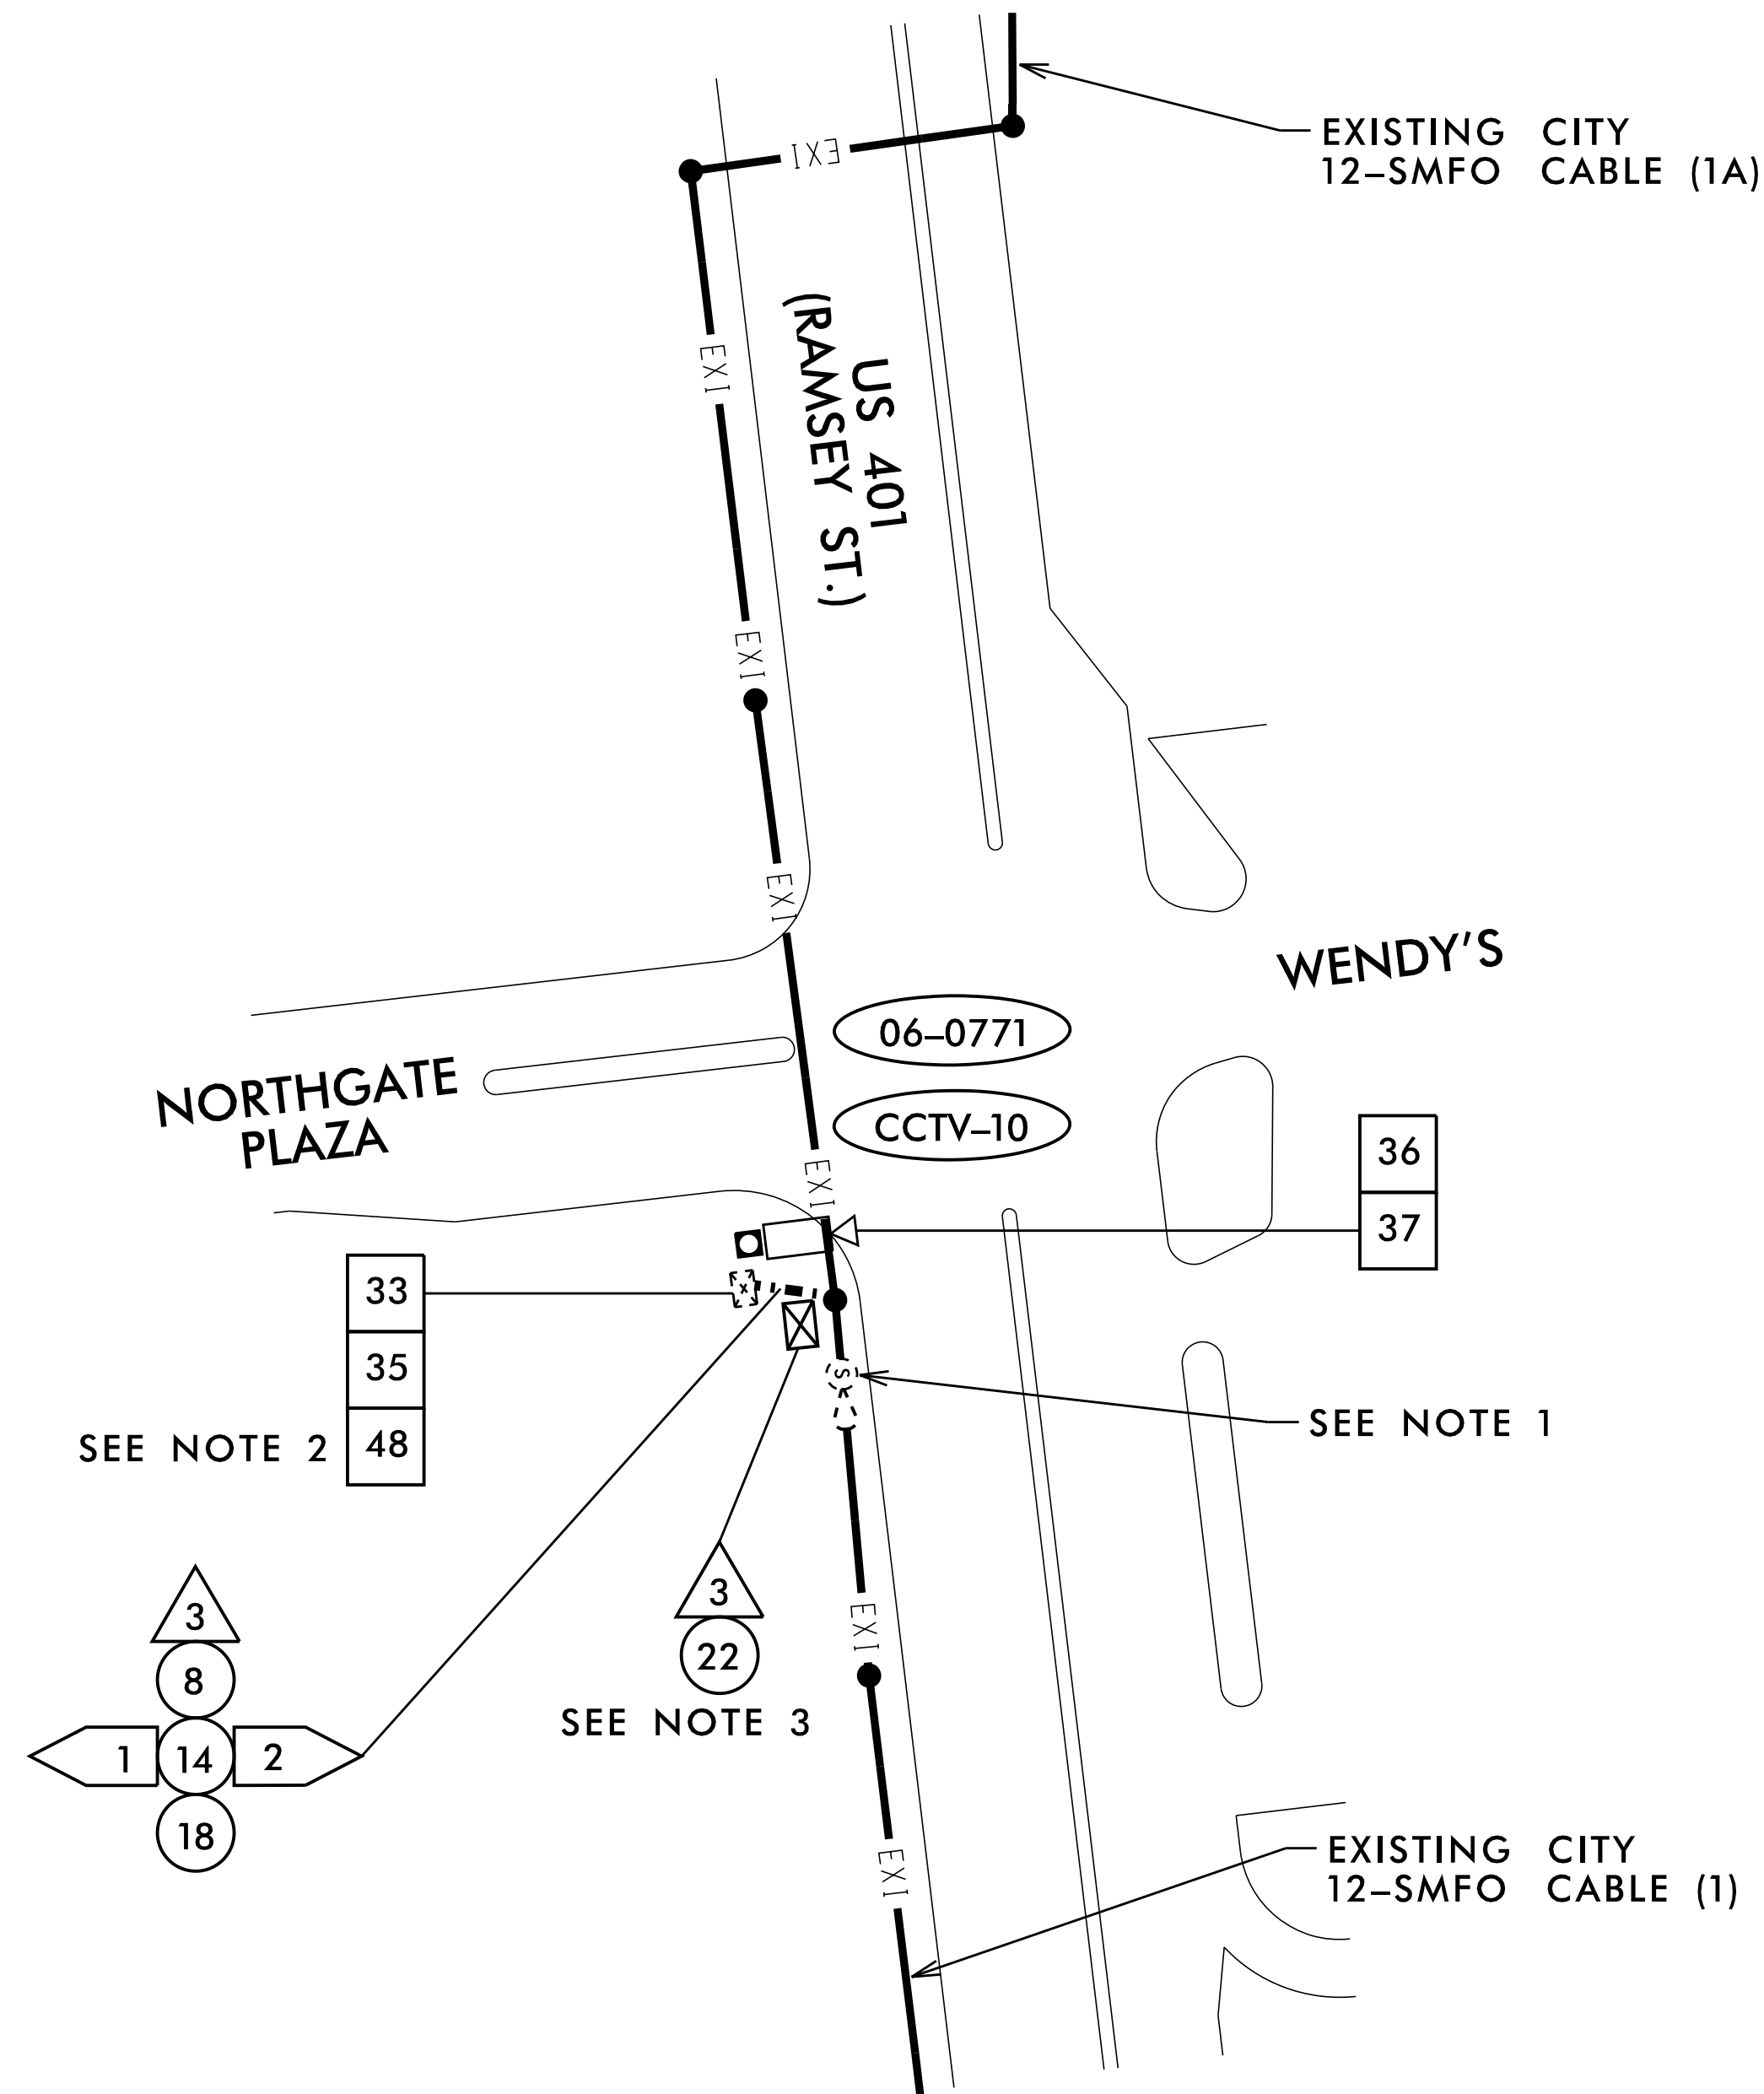 EXISTING CITY
12–SMFO CABLE (1A)
EXI
EXI
US 401
(RAMSEY ST.)
EXI
EXI
WENDY'S
06–0771
NORTHGATE
PLAZA
CCTV–10
EXI
36
37
33
35
48
SEE NOTE 2
S
SEE NOTE 1
3
8
1 14 2
18
3
22
SEE NOTE 3
EXI
EXISTING CITY
12–SMFO CABLE (1)
EXI